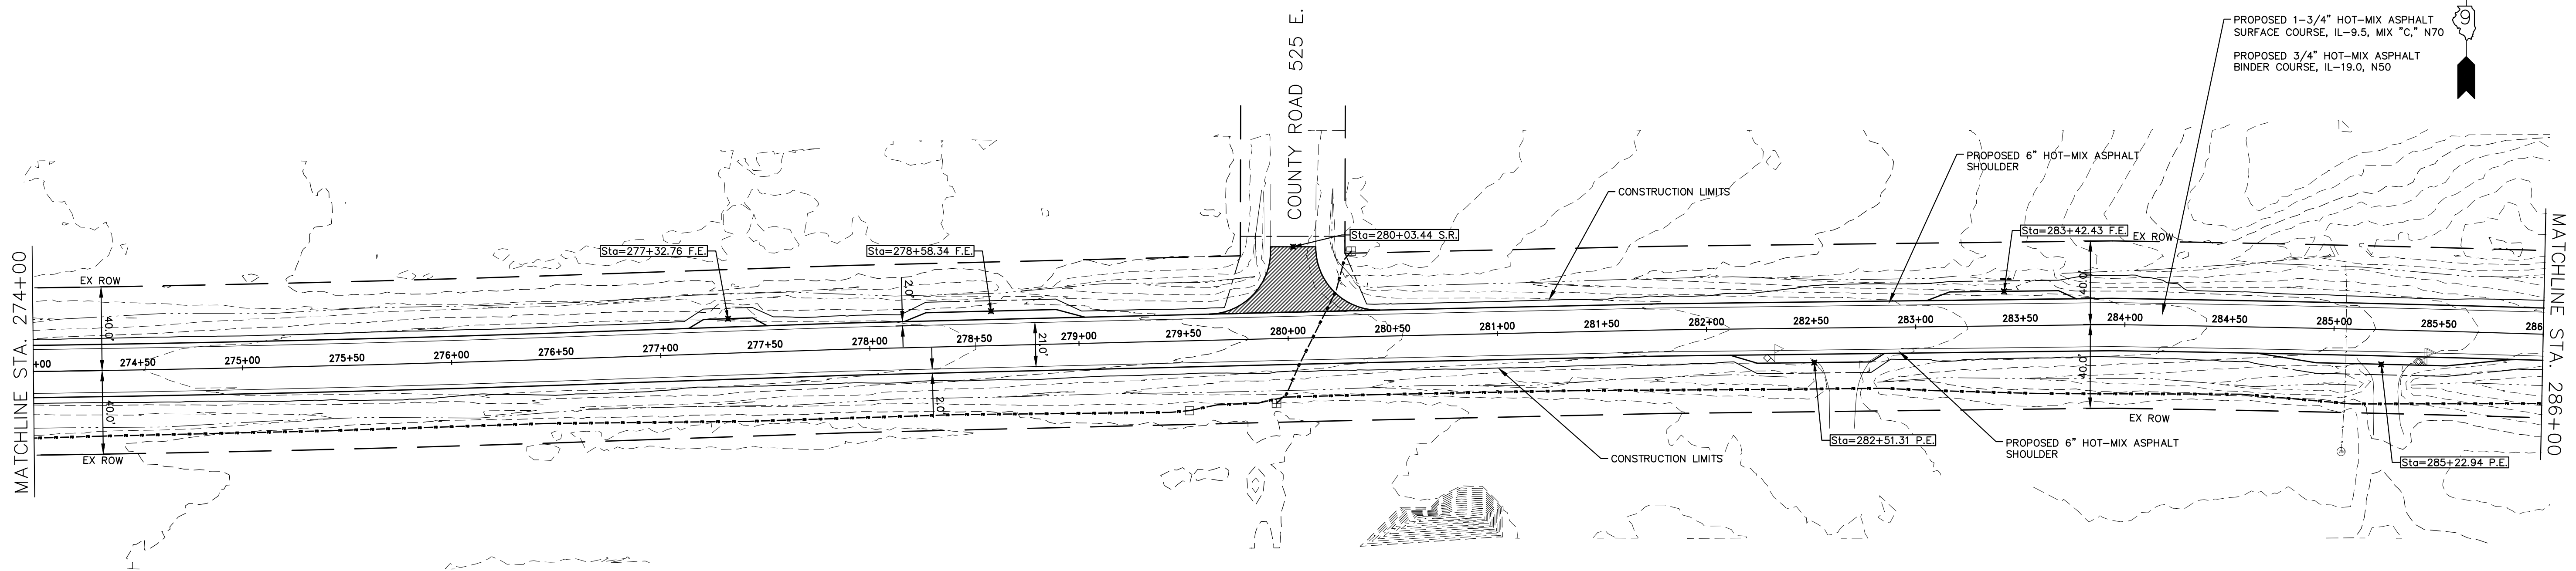 COUNTY ROAD 525 E.
PROPOSED 1-3/4" HOT-MIX ASPHALT
SURFACE COURSE, IL-9.5, MIX "C," N70
PROPOSED 3/4" HOT-MIX ASPHALT
BINDER COURSE, IL-19.0, N50
9
PROPOSED 6" HOT-MIX ASPHALT
SHOULDER
CONSTRUCTION LIMITS
MATCHLINE STA. 274+00
MATCHLINE STA. 286+00
Sta=277+32.76 F.E.
Sta=278+58.34 F.E.
Sta=280+03.44 S.R.
Sta=283+42.43 F.E.
EX ROW
EX ROW
40.0'
40.0'
2.0'
21.0'
+00
274+50
275+00
275+50
276+00
276+50
277+00
277+50
278+00
278+50
279+00
279+50
280+00
280+50
281+00
281+50
282+00
282+50
283+00
283+50
284+00
284+50
285+00
285+50
286
40.0'
2.0'
40.0'
EX ROW
EX ROW
Sta=282+51.31 P.E.
PROPOSED 6" HOT-MIX ASPHALT
SHOULDER
CONSTRUCTION LIMITS
Sta=285+22.94 P.E.